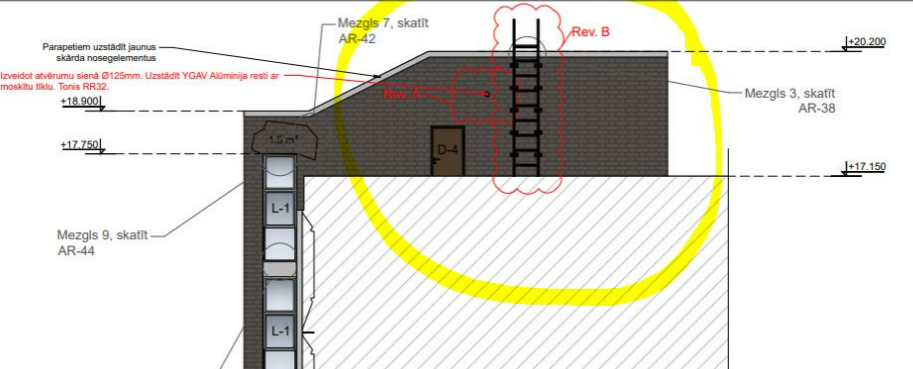 Mezgls 7, skatīt
AR-42
Rev. B
Parapetiem uzstādīt jaunus
skārda nosegelementus
+20.200
Izveidot atvērumu sienā Ø125mm. Uzstādīt YGAV Alūminija resti ar
moskītu tīklu. Tonis RR32.
Rev. A
Mezgls 3, skatīt
AR-38
+18.900
1.5 m²
+17.750
D-4
+17.150
L-1
Mezgls 9, skatīt
AR-44
L-1